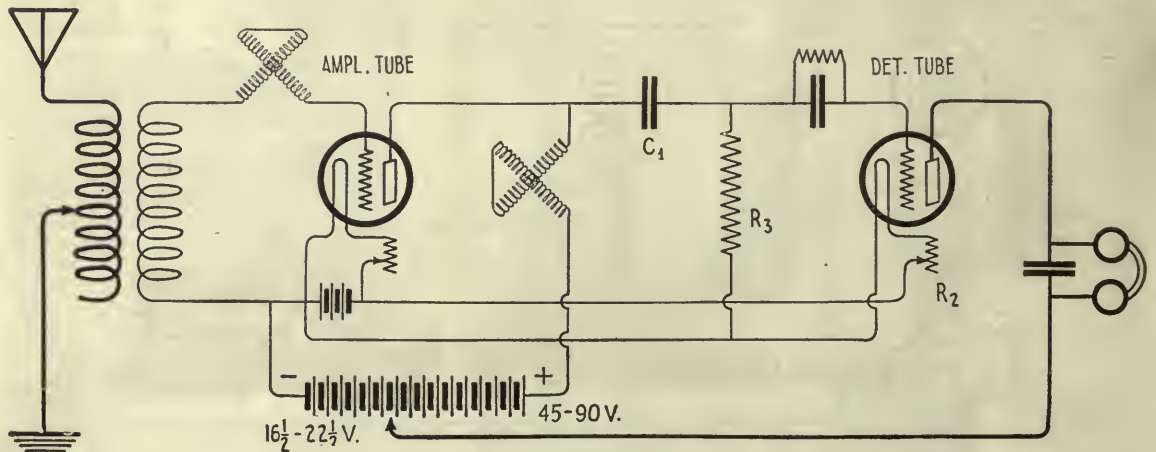 AMPL. TUBE
DET. TUBE
C₁
R₃
R₂
− +
16½-22½ V.
45-90 V.